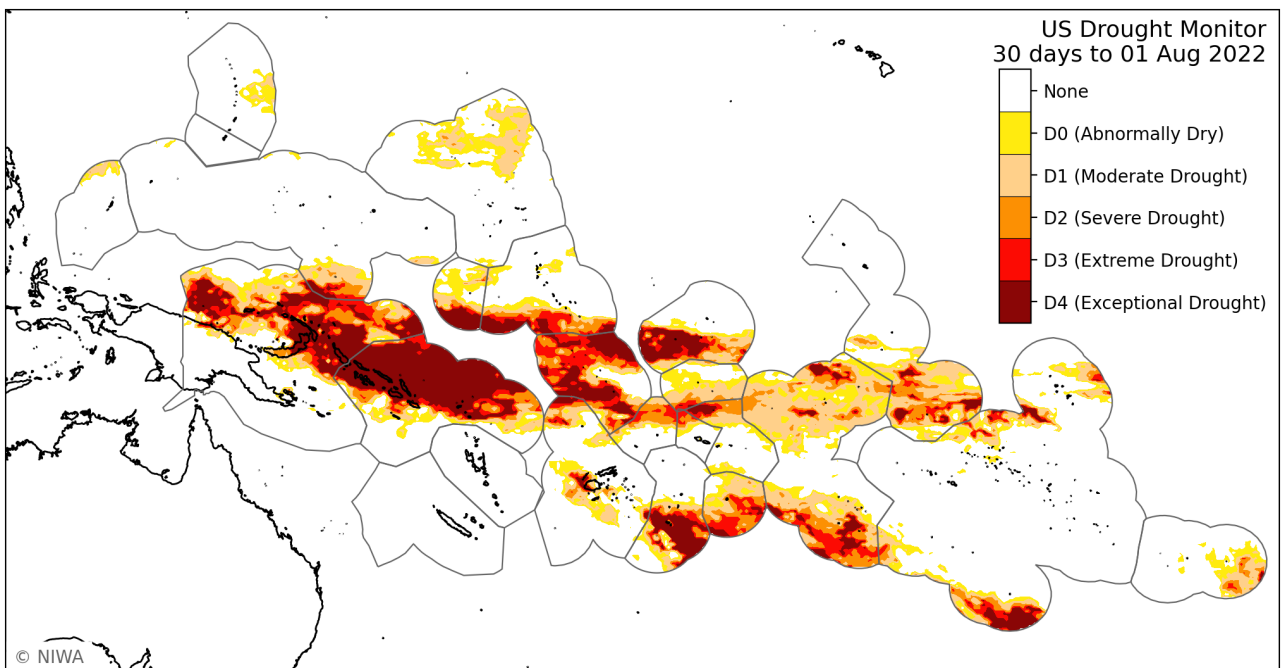 US Drought Monitor
30 days to 01 Aug 2022
None
D0 (Abnormally Dry)
D1 (Moderate Drought)
D2 (Severe Drought)
D3 (Extreme Drought)
D4 (Exceptional Drought)
© NIWA